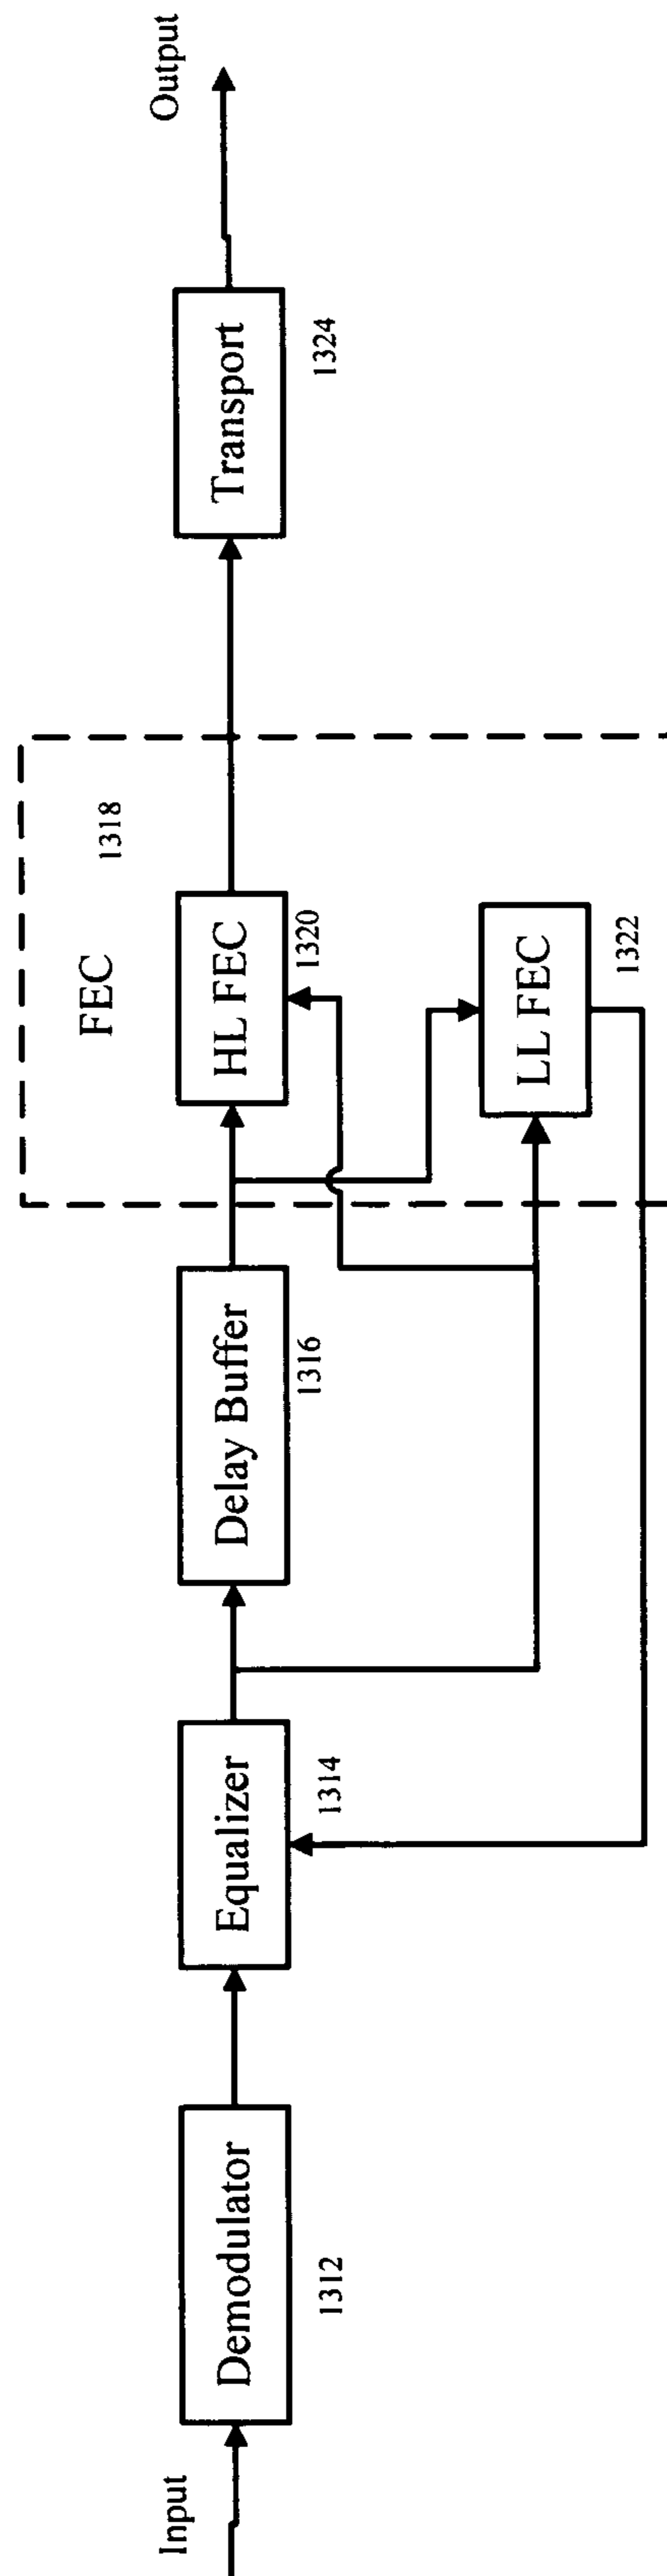 Input
Demodulator
1312
Equalizer
1314
Delay Buffer
1316
FEC
1318
HL FEC
1320
LL FEC
1322
Transport
1324
Output